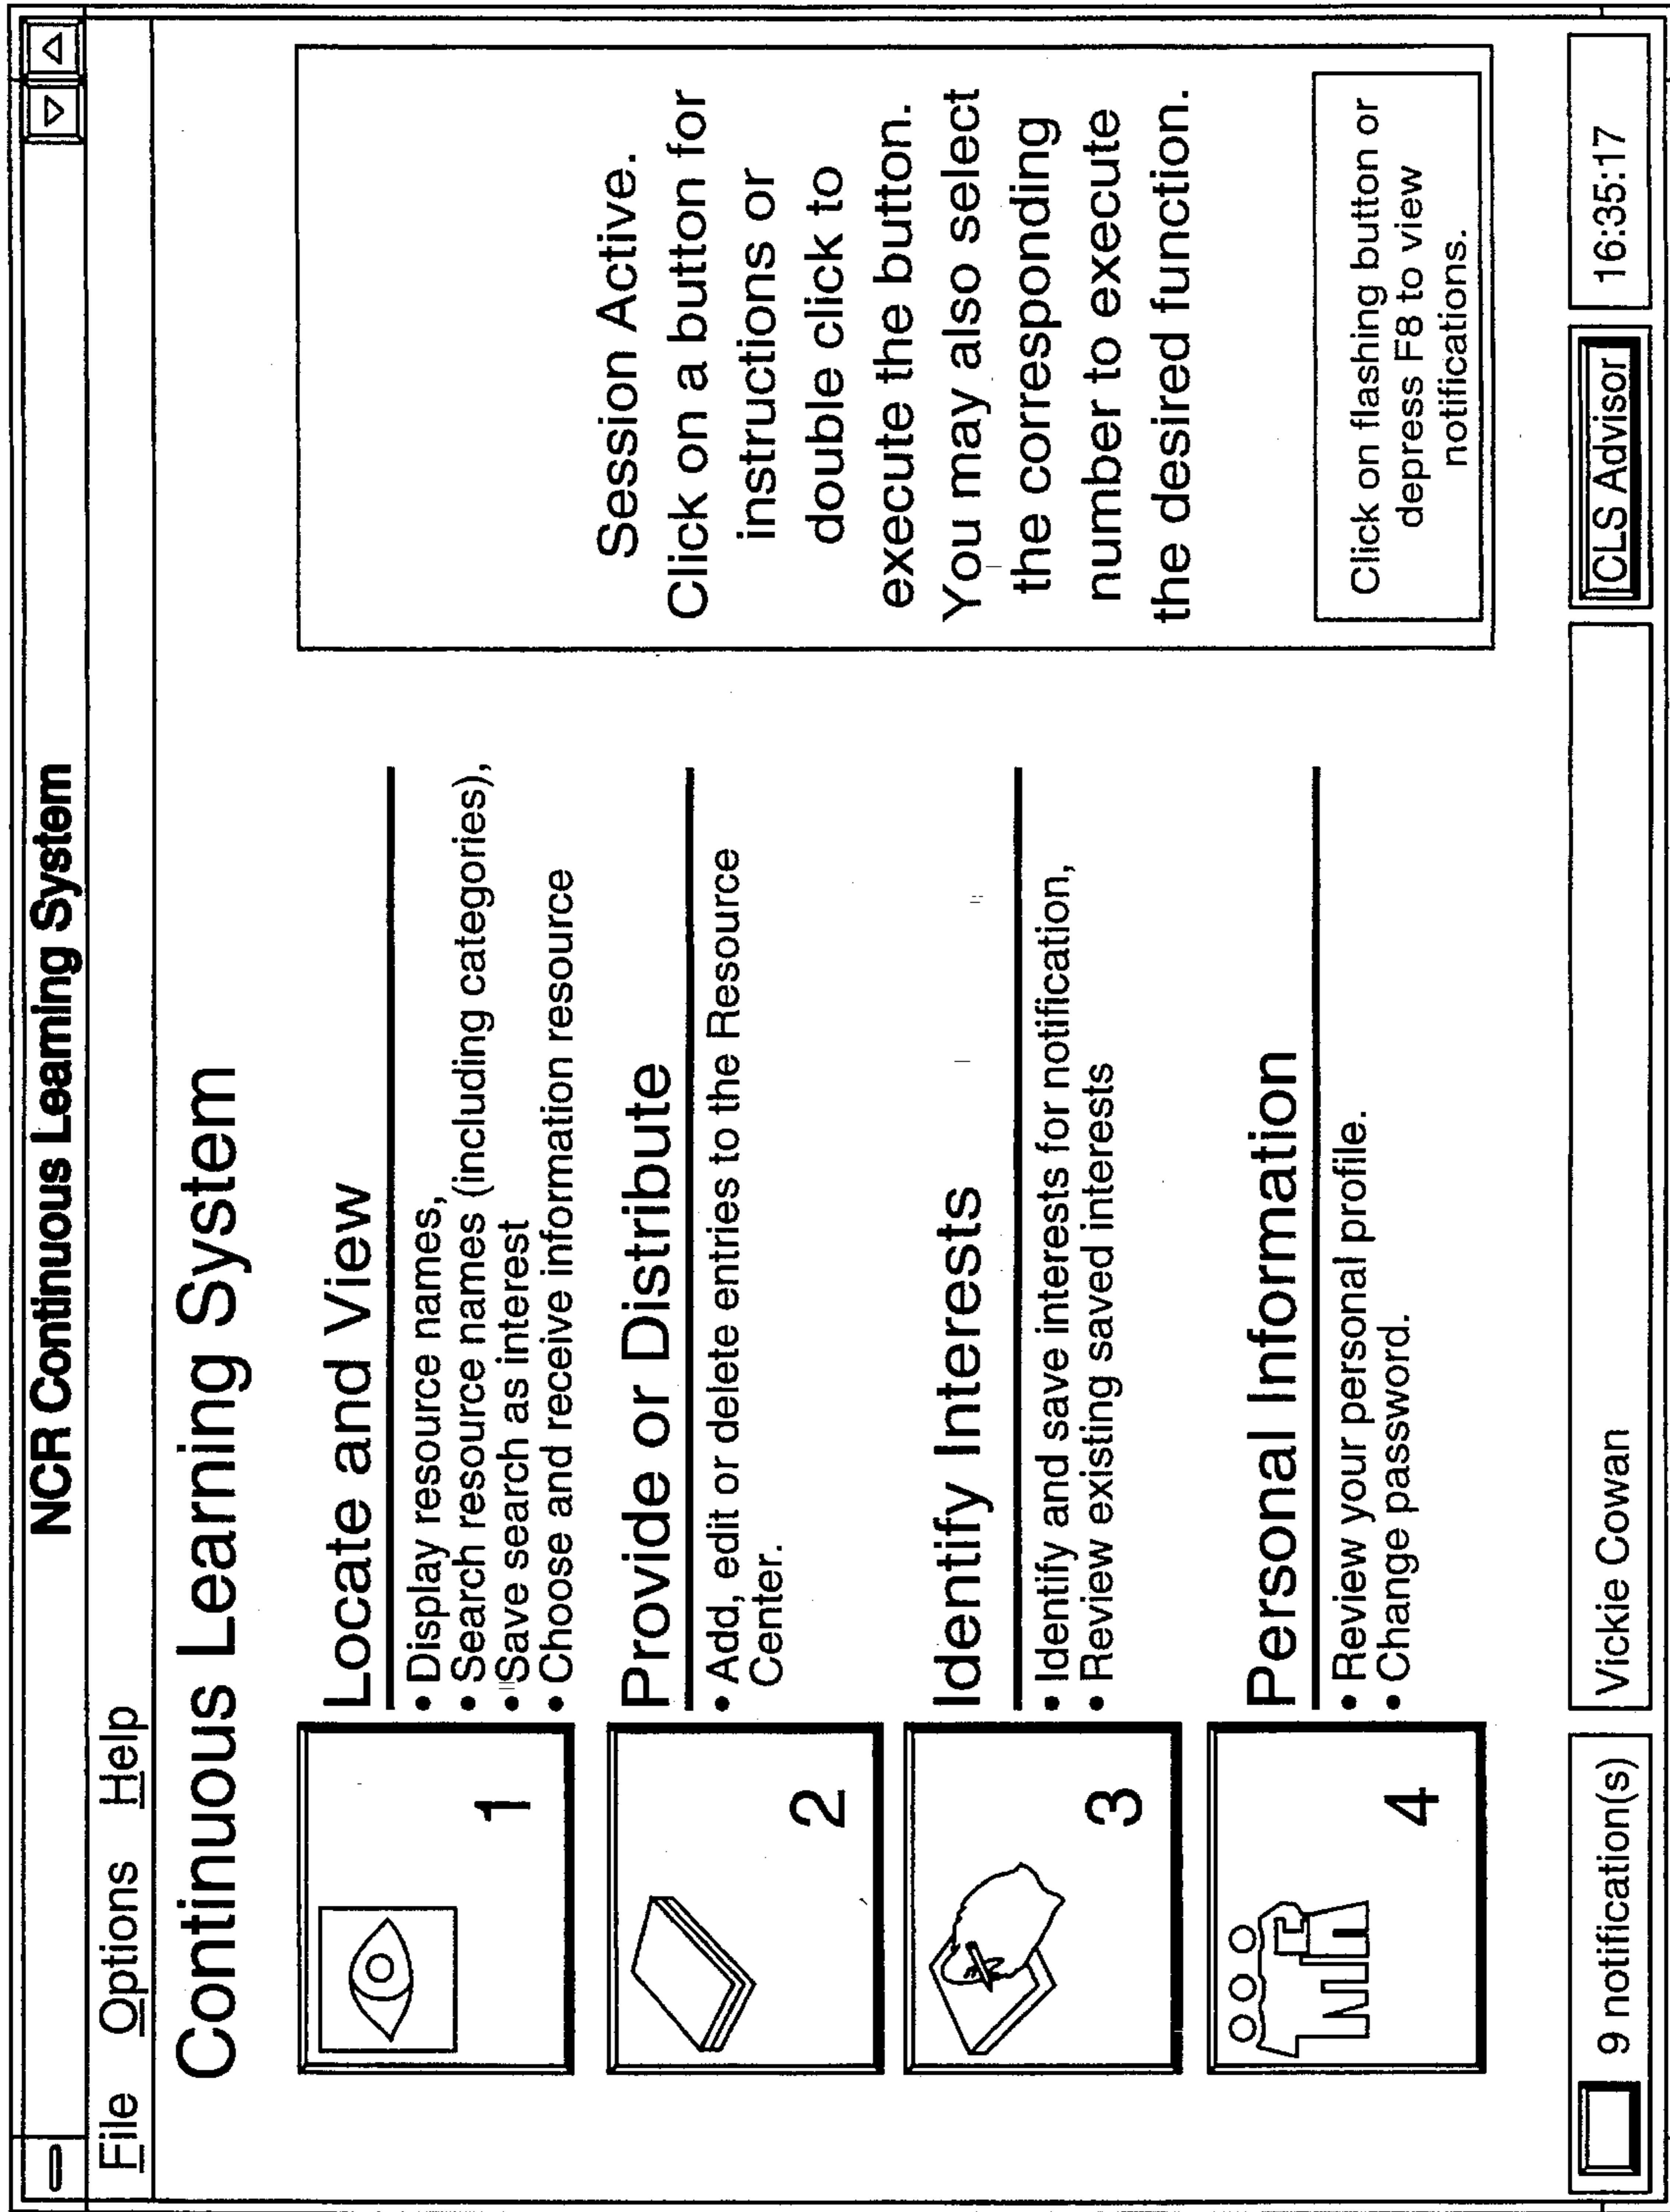 NCR Continuous Learning System
File Options Help
Continuous Learning System
1
Locate and View
• Display resource names,
• Search resource names (including categories),
• Save search as interest
• Choose and receive information resource
2
Provide or Distribute
• Add, edit or delete entries to the Resource
Center.
3
Identify Interests
• Identify and save interests for notification,
• Review existing saved interests
4
Personal Information
• Review your personal profile.
• Change password.
Session Active.
Click on a button for
instructions or
double click to
execute the button.
You may also select
the corresponding
number to execute
the desired function.
Click on flashing button or
depress F8 to view
notifications.
9 notification(s)
Vickie Cowan
CLS Advisor
16:35:17